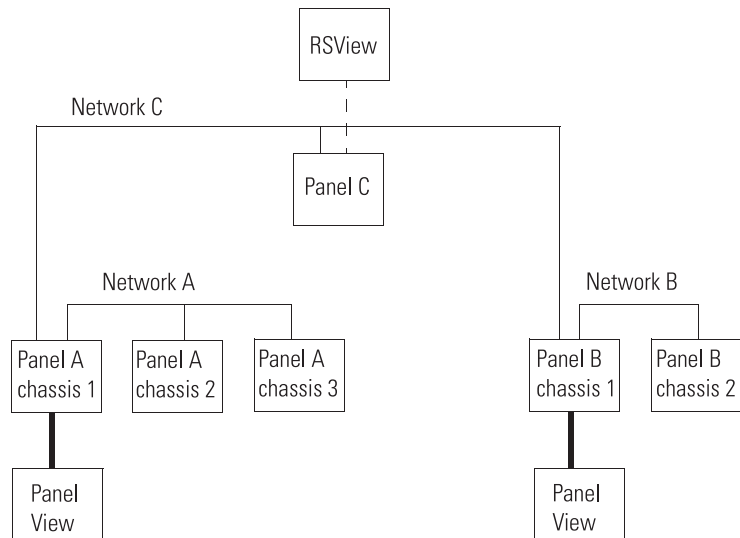 RSView
Network C
Panel C
Network A
Network B
Panel A
chassis 1
Panel A
chassis 2
Panel A
chassis 3
Panel B
chassis 1
Panel B
chassis 2
Panel
View
Panel
View